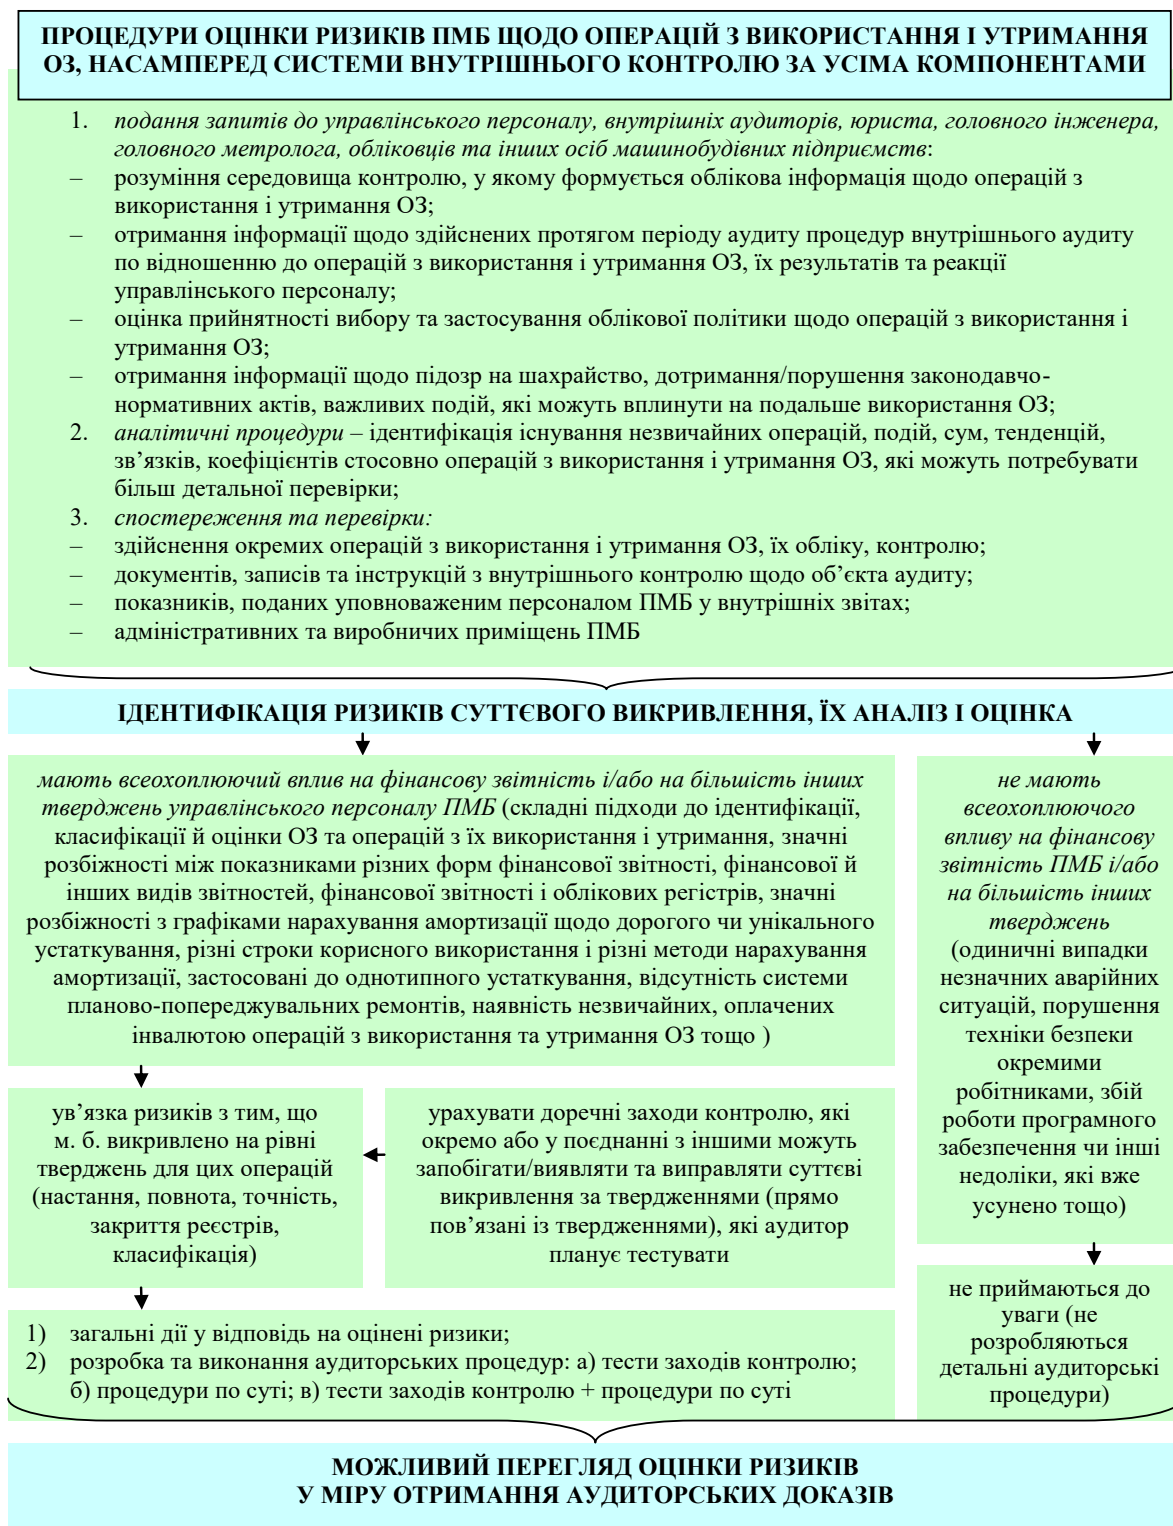 ПРОЦЕДУРИ ОЦІНКИ РИЗИКІВ ПМБ ЩОДО ОПЕРАЦІЙ З ВИКОРИСТАННЯ І УТРИМАННЯ
ОЗ, НАСАМПЕРЕД СИСТЕМИ ВНУТРІШНЬОГО КОНТРОЛЮ ЗА УСІМА КОМПОНЕНТАМИ
1. подання запитів до управлінського персоналу, внутрішніх аудиторів, юриста, головного інженера,
головного метролога, обліковців та інших осіб машинобудівних підприємств:
– розуміння середовища контролю, у якому формується облікова інформація щодо операцій з
використання і утримання ОЗ;
– отримання інформації щодо здійснених протягом періоду аудиту процедур внутрішнього аудиту
по відношенню до операцій з використання і утримання ОЗ, їх результатів та реакції
управлінського персоналу;
– оцінка прийнятності вибору та застосування облікової політики щодо операцій з використання і
утримання ОЗ;
– отримання інформації щодо підозр на шахрайство, дотримання/порушення законодавчо-
нормативних актів, важливих подій, які можуть вплинути на подальше використання ОЗ;
2. аналітичні процедури – ідентифікація існування незвичайних операцій, подій, сум, тенденцій,
зв’язків, коефіцієнтів стосовно операцій з використання і утримання ОЗ, які можуть потребувати
більш детальної перевірки;
3. спостереження та перевірки:
– здійснення окремих операцій з використання і утримання ОЗ, їх обліку, контролю;
– документів, записів та інструкцій з внутрішнього контролю щодо об’єкта аудиту;
– показників, поданих уповноваженим персоналом ПМБ у внутрішніх звітах;
– адміністративних та виробничих приміщень ПМБ
ІДЕНТИФІКАЦІЯ РИЗИКІВ СУТТЄВОГО ВИКРИВЛЕННЯ, ЇХ АНАЛІЗ І ОЦІНКА
мають всеохоплюючий вплив на фінансову звітність і/або на більшість інших
тверджень управлінського персоналу ПМБ (складні підходи до ідентифікації,
класифікації й оцінки ОЗ та операцій з їх використання і утримання, значні
розбіжності між показниками різних форм фінансової звітності, фінансової й
інших видів звітностей, фінансової звітності і облікових регістрів, значні
розбіжності з графіками нарахування амортизації щодо дорогого чи унікального
устаткування, різні строки корисного використання і різні методи нарахування
амортизації, застосовані до однотипного устаткування, відсутність системи
планово-попереджувальних ремонтів, наявність незвичайних, оплачених
інвалютою операцій з використання та утримання ОЗ тощо )
не мають
всеохоплюючого
впливу на фінансову
звітність ПМБ і/або
на більшість інших
тверджень
(одиничні випадки
незначних аварійних
ситуацій, порушення
техніки безпеки
окремими
робітниками, збій
роботи програмного
забезпечення чи інші
недоліки, які вже
усунено тощо)
ув’язка ризиків з тим, що
м. б. викривлено на рівні
тверджень для цих операцій
(настання, повнота, точність,
закриття реєстрів,
класифікація)
урахувати доречні заходи контролю, які
окремо або у поєднанні з іншими можуть
запобігати/виявляти та виправляти суттєві
викривлення за твердженнями (прямо
пов’язані із твердженнями), які аудитор
планує тестувати
не приймаються до
уваги (не
розробляються
детальні аудиторські
процедури)
1) загальні дії у відповідь на оцінені ризики;
2) розробка та виконання аудиторських процедур: а) тести заходів контролю;
б) процедури по суті; в) тести заходів контролю + процедури по суті
МОЖЛИВИЙ ПЕРЕГЛЯД ОЦІНКИ РИЗИКІВ
У МІРУ ОТРИМАННЯ АУДИТОРСЬКИХ ДОКАЗІВ